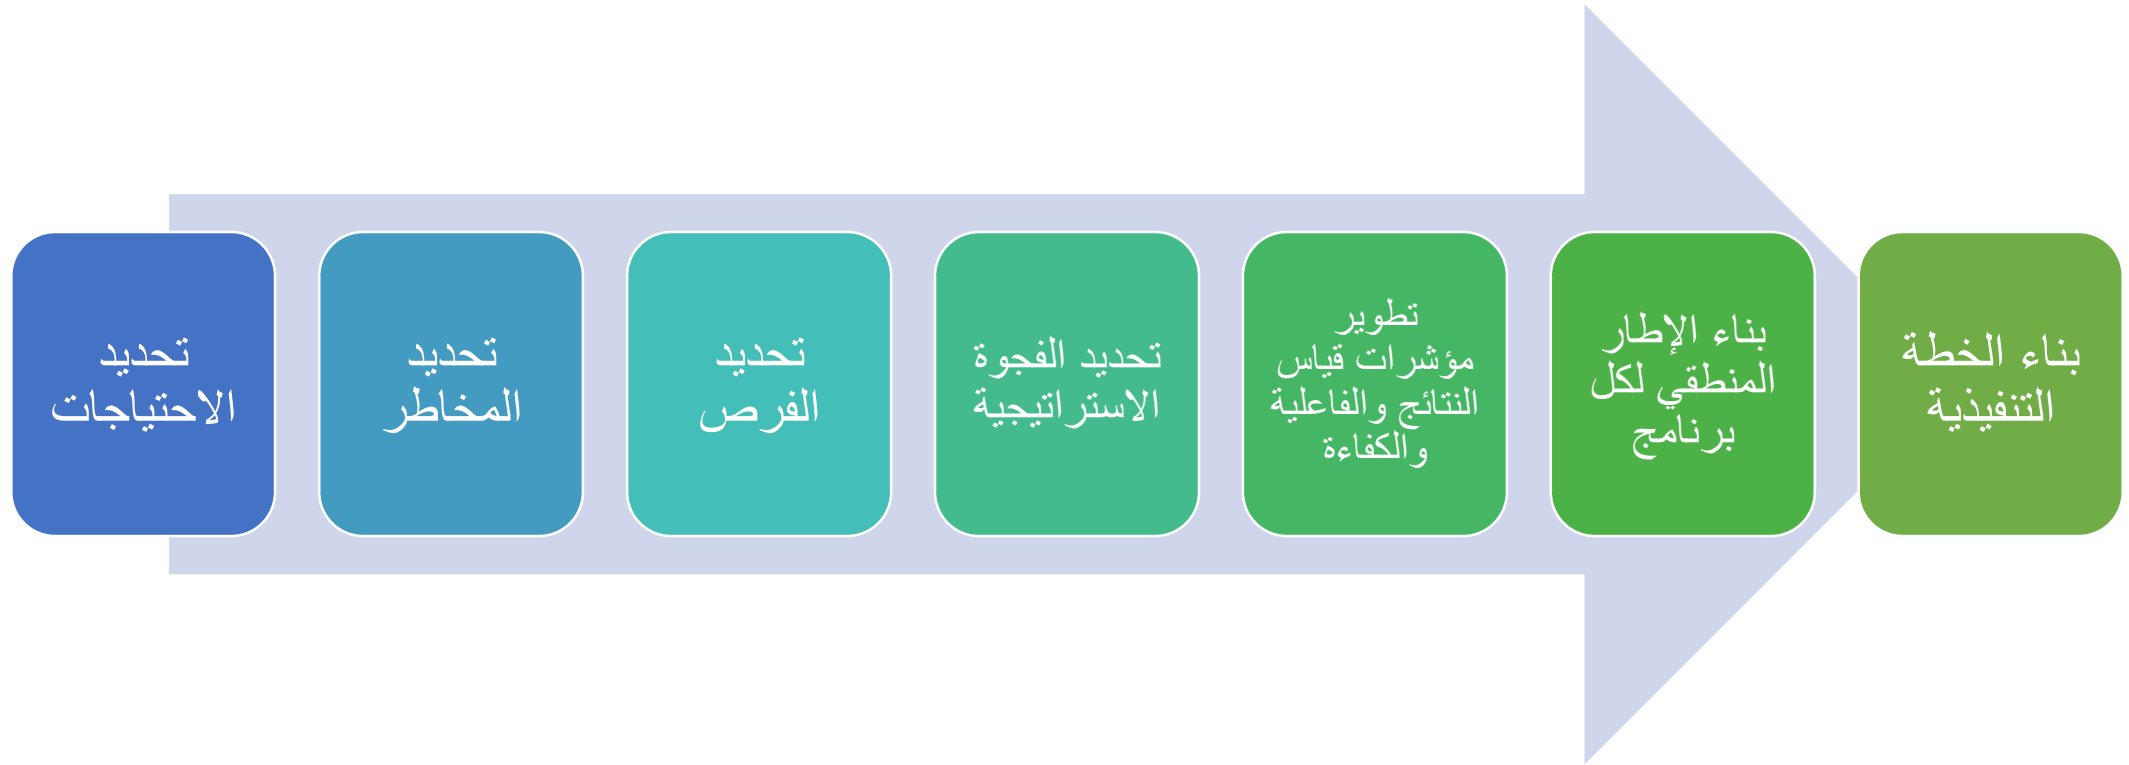 تحديد
الاحتياجات
تحديد
المخاطر
تحديد
الفرص
تحديد الفجوة
الاستراتيجية
تطوير
مؤشرات قياس
النتائج والفاعلية
والكفاءة
بناء الإطار
المنطقي لكل
برنامج
بناء الخطة
التنفيذية